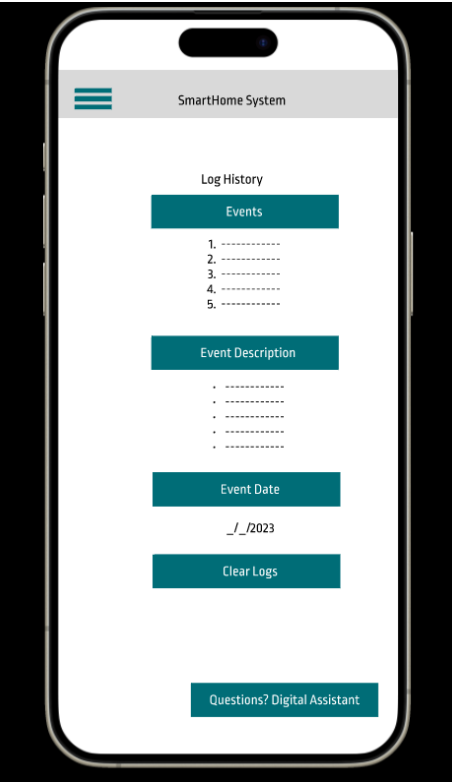 SmartHome System
Log History
Events
1. ------------
2. ------------
3. ------------
4. ------------
5. ------------
Event Description
· ------------
· ------------
· ------------
· ------------
· ------------
Event Date
_/_/2023
Clear Logs
Questions? Digital Assistant